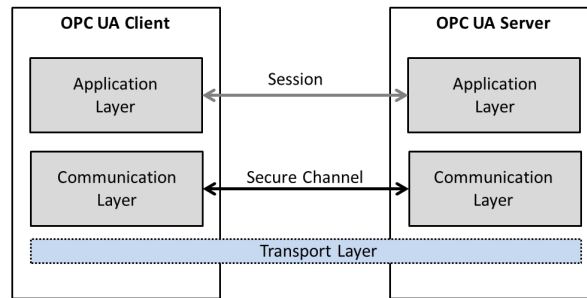 OPC UA Client
OPC UA Server
Application
Layer
Session
Application
Layer
Communication
Layer
Secure Channel
Communication
Layer
Transport Layer